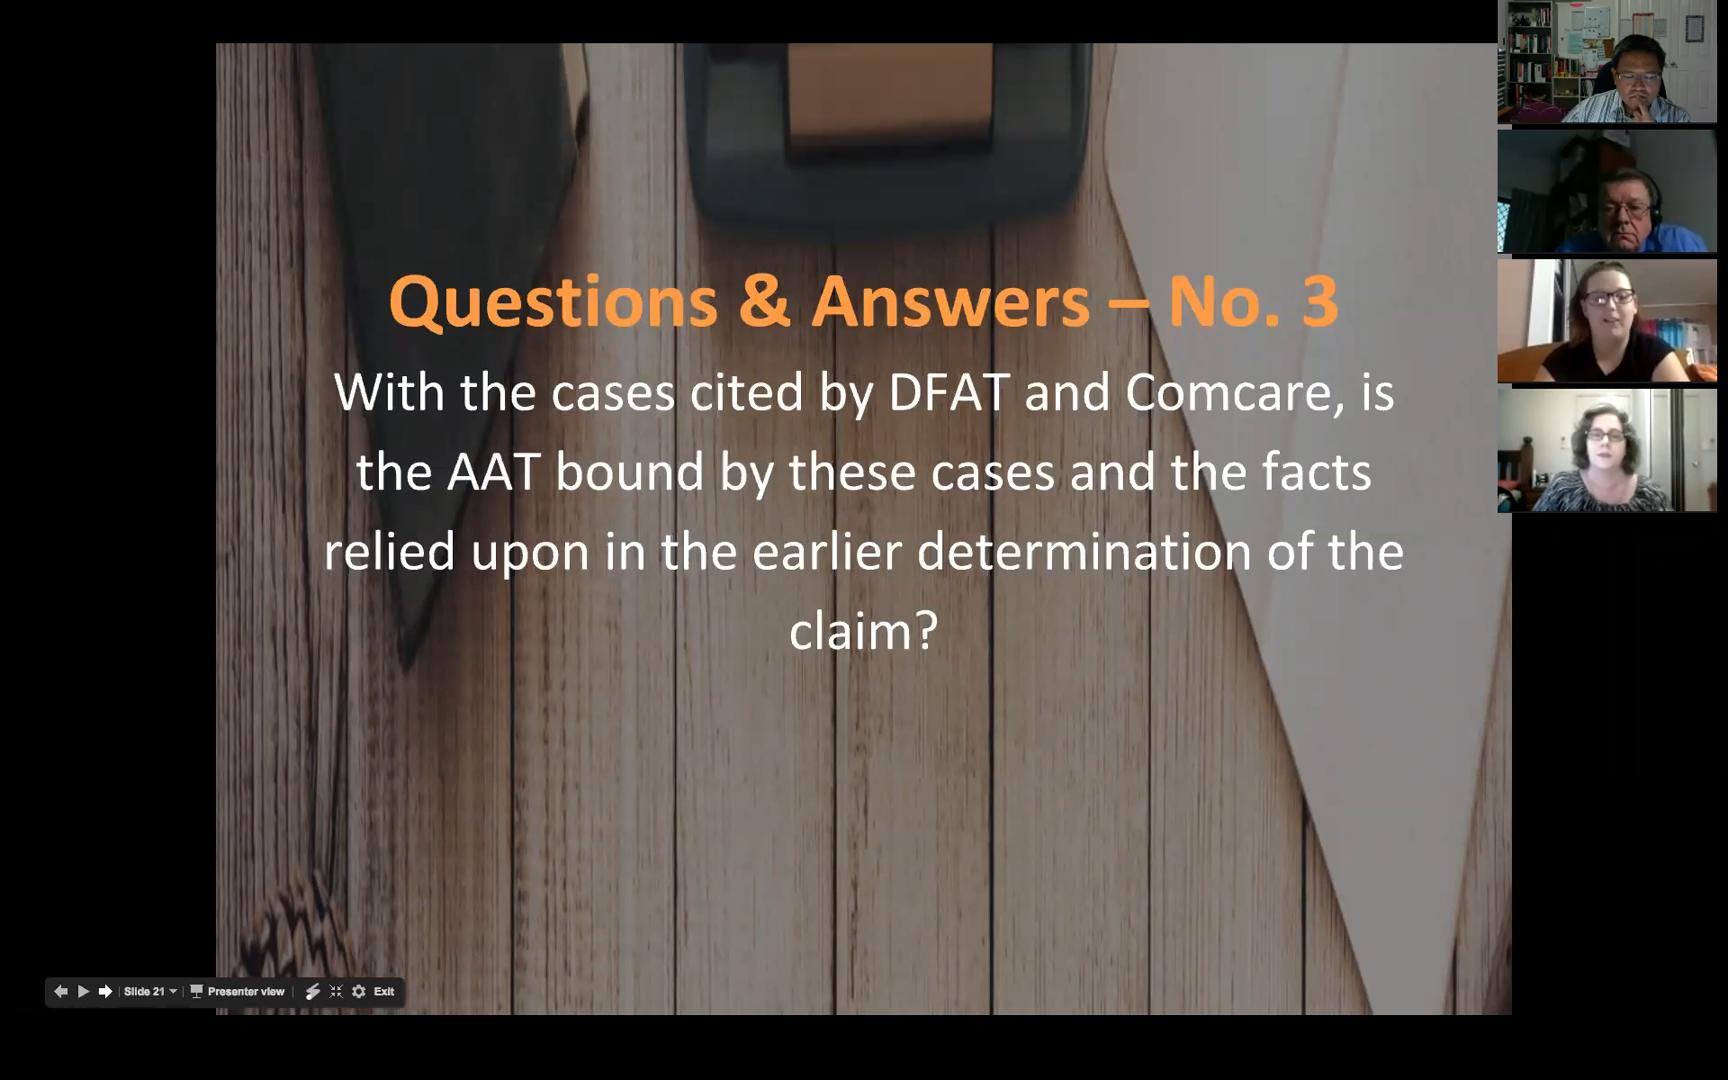 Questions & Answers – No. 3
With the cases cited by DFAT and Comcare, is
the AAT bound by these cases and the facts
relied upon in the earlier determination of the
claim?
Slide 21
Presenter view
Exit